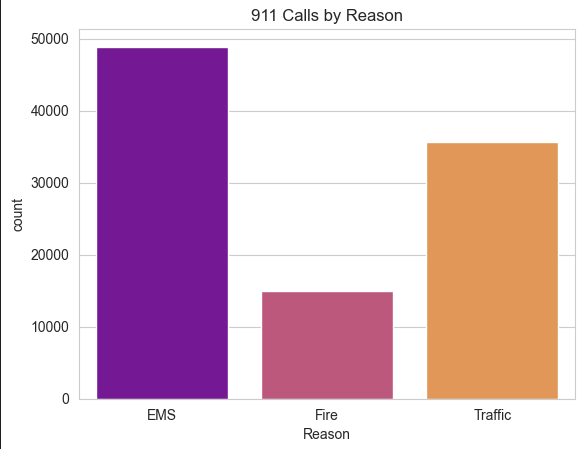 911 Calls by Reason
50000
40000
30000
20000
10000
0
count
EMS
Fire
Traffic
Reason